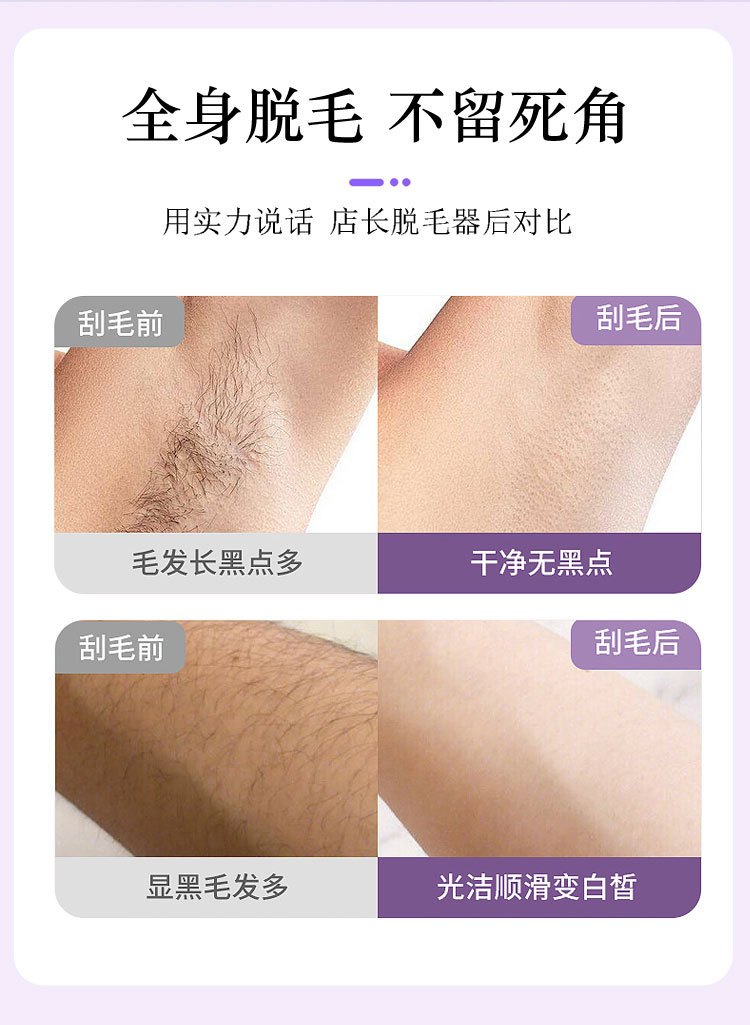 全身脱毛 不留死角
用实力说话 店长脱毛器后对比
刮毛前
刮毛后
毛发长黑点多
干净无黑点
刮毛前
刮毛后
显黑毛发多
光洁顺滑变白皙